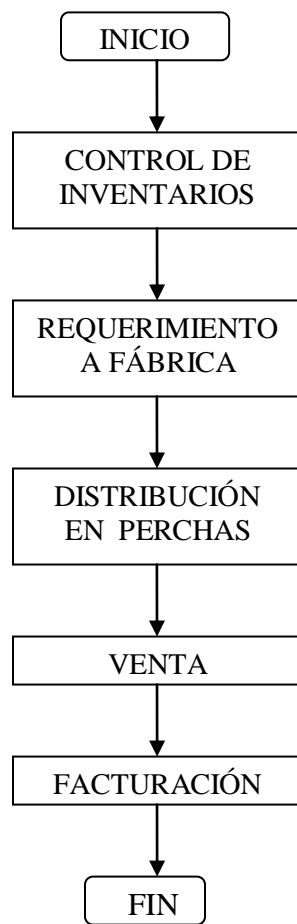 INICIO
CONTROL DE
INVENTARIOS
REQUERIMIENTO
A FÁBRICA
DISTRIBUCIÓN
EN PERCHAS
VENTA
FACTURACIÓN
FIN